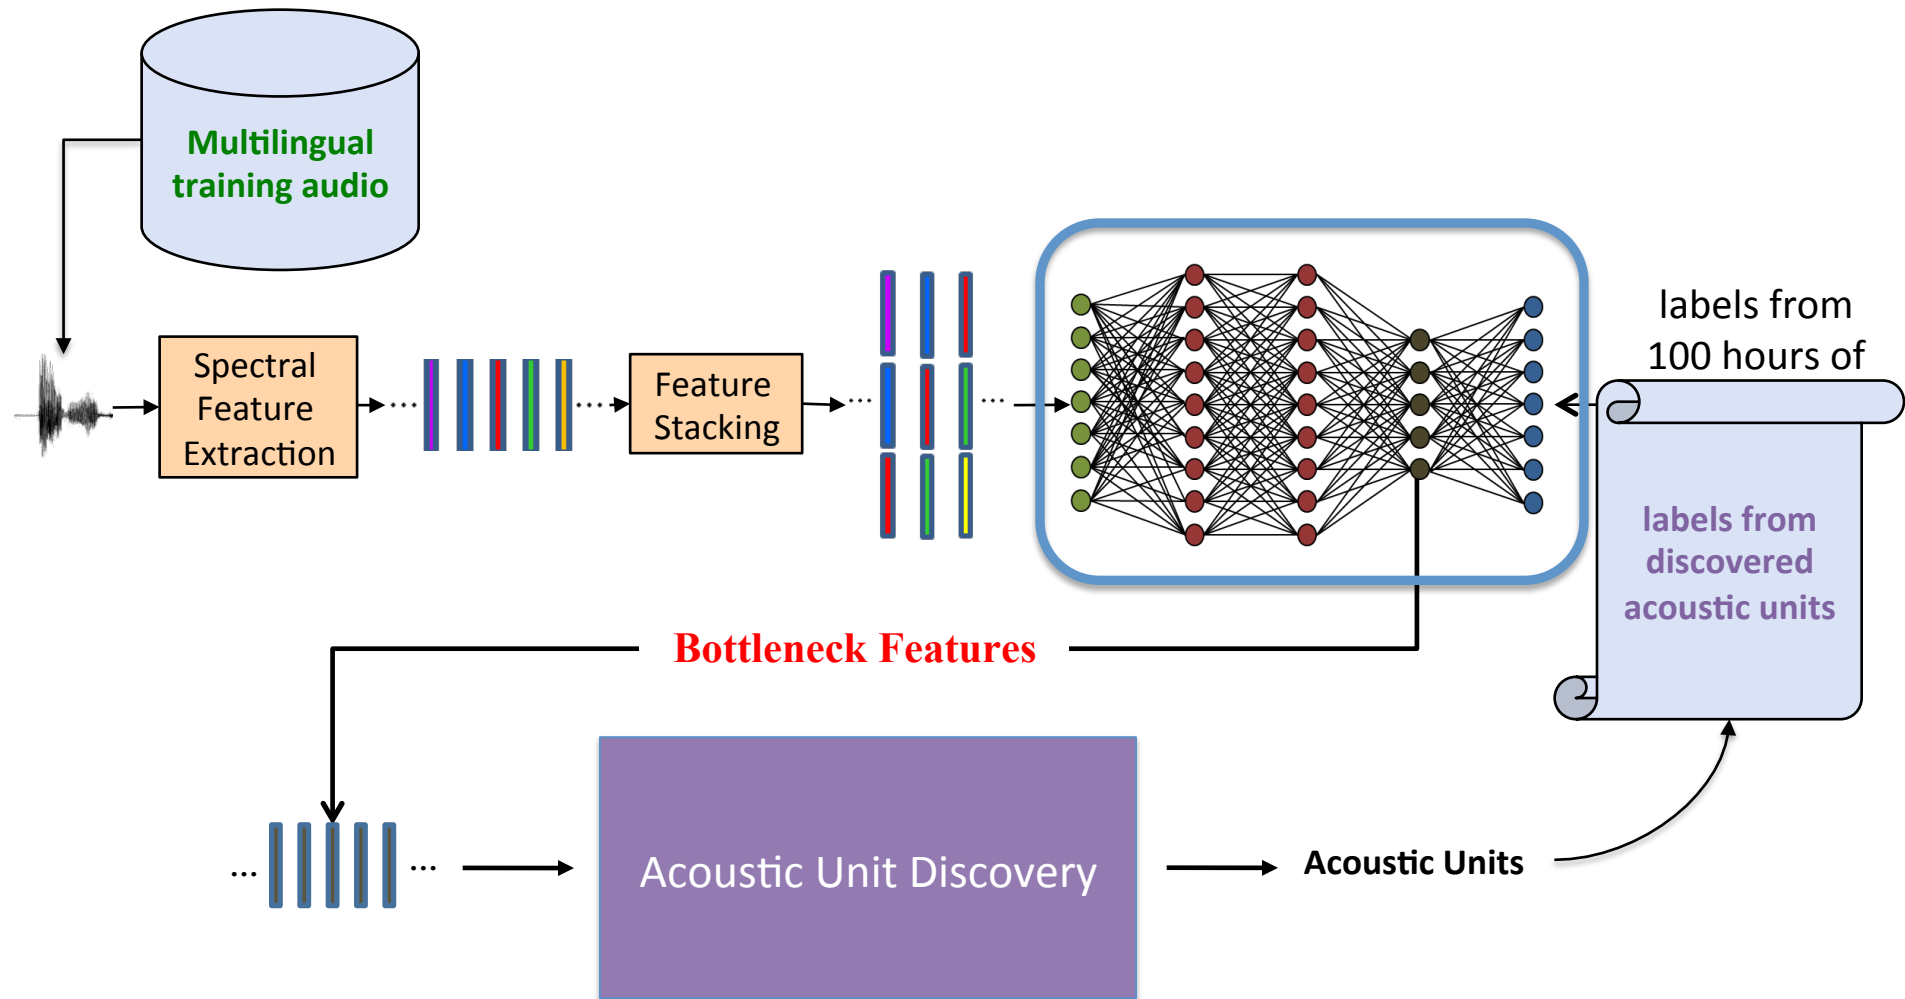 Multilingual
training audio
Spectral
Feature
Extraction
Feature
Stacking
labels from
100 hours of
labels from
discovered
acoustic units
Bottleneck Features
Acoustic Unit Discovery
Acoustic Units